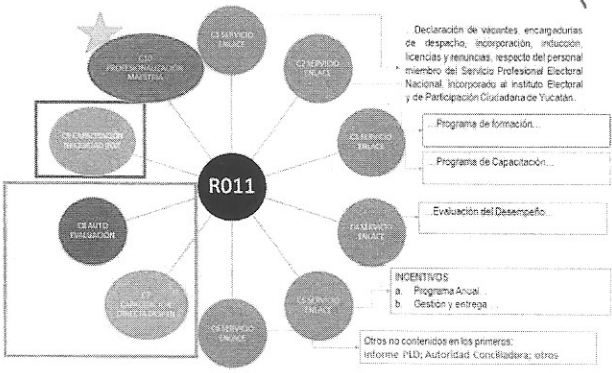 C10
PROFESIONALIZACIÓN
MAESTRIA
C1 SERVICIO
ENLACE
C2 SERVICIO
ENLACE
C3 SERVICIO
ENLACE
C4 SERVICIO
ENLACE
C5 SERVICIO
ENLACE
C6 SERVICIO
ENLACE
C7
DIRECTA
C8 AUTO
EVALUACIÓN
C9 CAPACITACIÓN
R011
...Declaración de vacantes, encargadurías
de despacho, incorporación, inducción,
licencias y renuncias, respecto del personal
miembro del Servicio Profesional Electoral
Nacional, incorporado al Instituto Electoral
y de Participación Ciudadana de Yucatán.
...Programa de formación...
...Programa de Capacitación...
...Evaluación del Desempeño...
INCENTIVOS
a. Programa Anual...
b. Gestión y entrega ...
Otros no contenidos en los primeros:
Informe PLD; Autoridad Conciliadora; otros